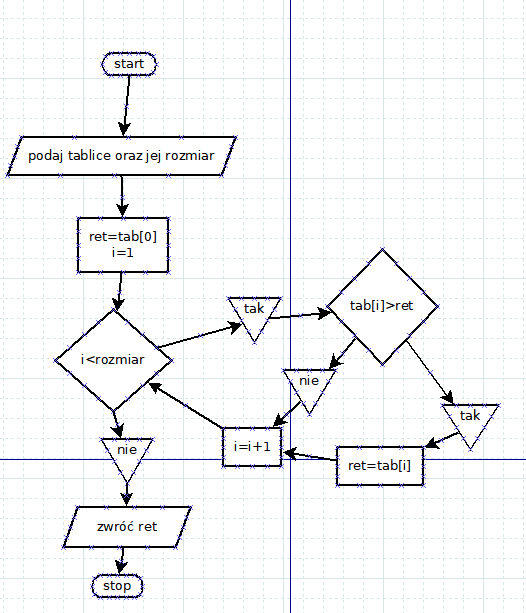 start
podaj tablice oraz jej rozmiar
ret=tab[0]
i=1
i<rozmiar
tak
tab[i]>ret
nie
tak
i=i+1
ret=tab[i]
nie
zwróć ret
stop